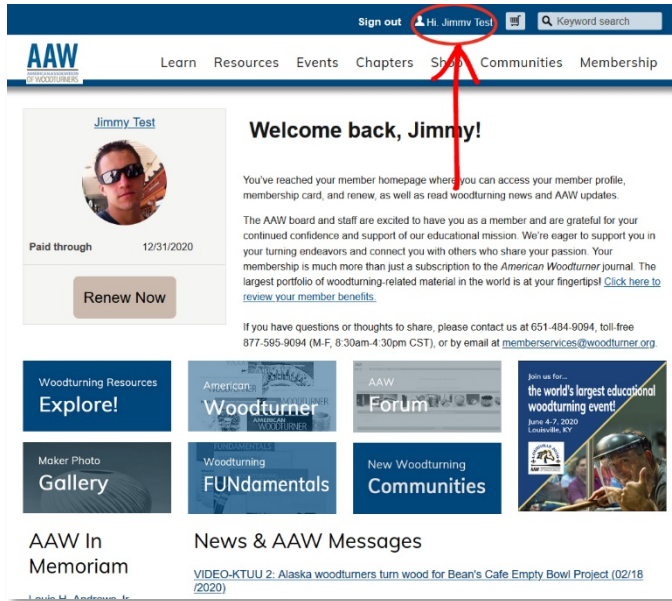 Sign out Hi, Jimmy Test Keyword search
AAW
AMERICAN ASSOCIATION
OF WOODTURNERS
Learn Resources Events Chapters Shop Communities Membership
Jimmy Test
Paid through 12/31/2020
Renew Now
Welcome back, Jimmy!
You've reached your member homepage where you can access your member profile,
membership card, and renew, as well as read woodturning news and AAW updates.
The AAW board and staff are excited to have you as a member and are grateful for your
continued confidence and support of our educational mission. We're eager to support you in
your turning endeavors and connect you with others who share your passion. Your
membership is much more than just a subscription to the American Woodturner journal. The
largest portfolio of woodturning-related material in the world is at your fingertips! Click here to
review your member benefits.
If you have questions or thoughts to share, please contact us at 651-484-9094, toll-free
877-595-9094 (M-F, 8:30am-4:30pm CST), or by email at memberservices@woodturner.org.
Woodturning Resources
Explore!
American
Woodturner
AMERICAN
WOODTURNER
AAW
Forum
Join us for...
the world's largest educational
woodturning event!
June 4-7, 2020
Louisville, KY
AAW
Maker Photo
Gallery
FUNDAMENTALS
Woodturning
FUNdamentals
New Woodturning
Communities
AAW In
Memoriam
Louis H. Andrews, Jr.
News & AAW Messages
VIDEO-KTUU 2: Alaska woodturners turn wood for Bean's Cafe Empty Bowl Project (02/18
/2020)